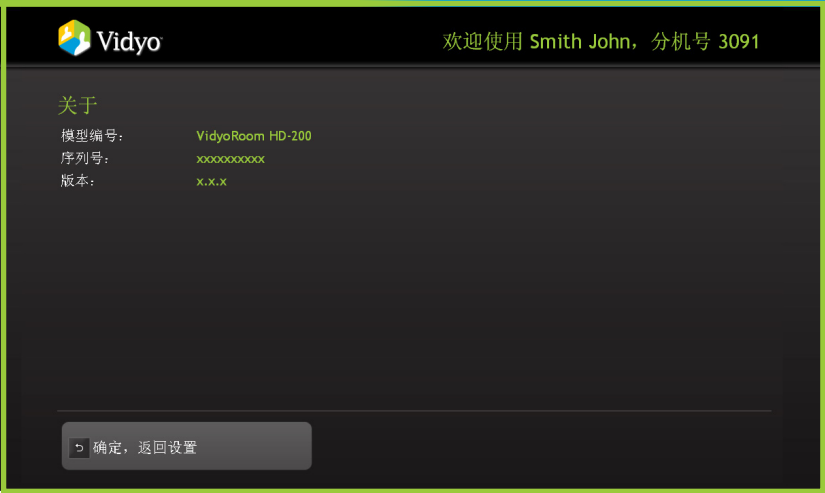 Vidyo
欢迎使用 Smith John，分机号 3091
关于
模型编号： VidyoRoom HD-200
序列号： xxxxxxxxxx
版本： x.x.x
确定，返回设置